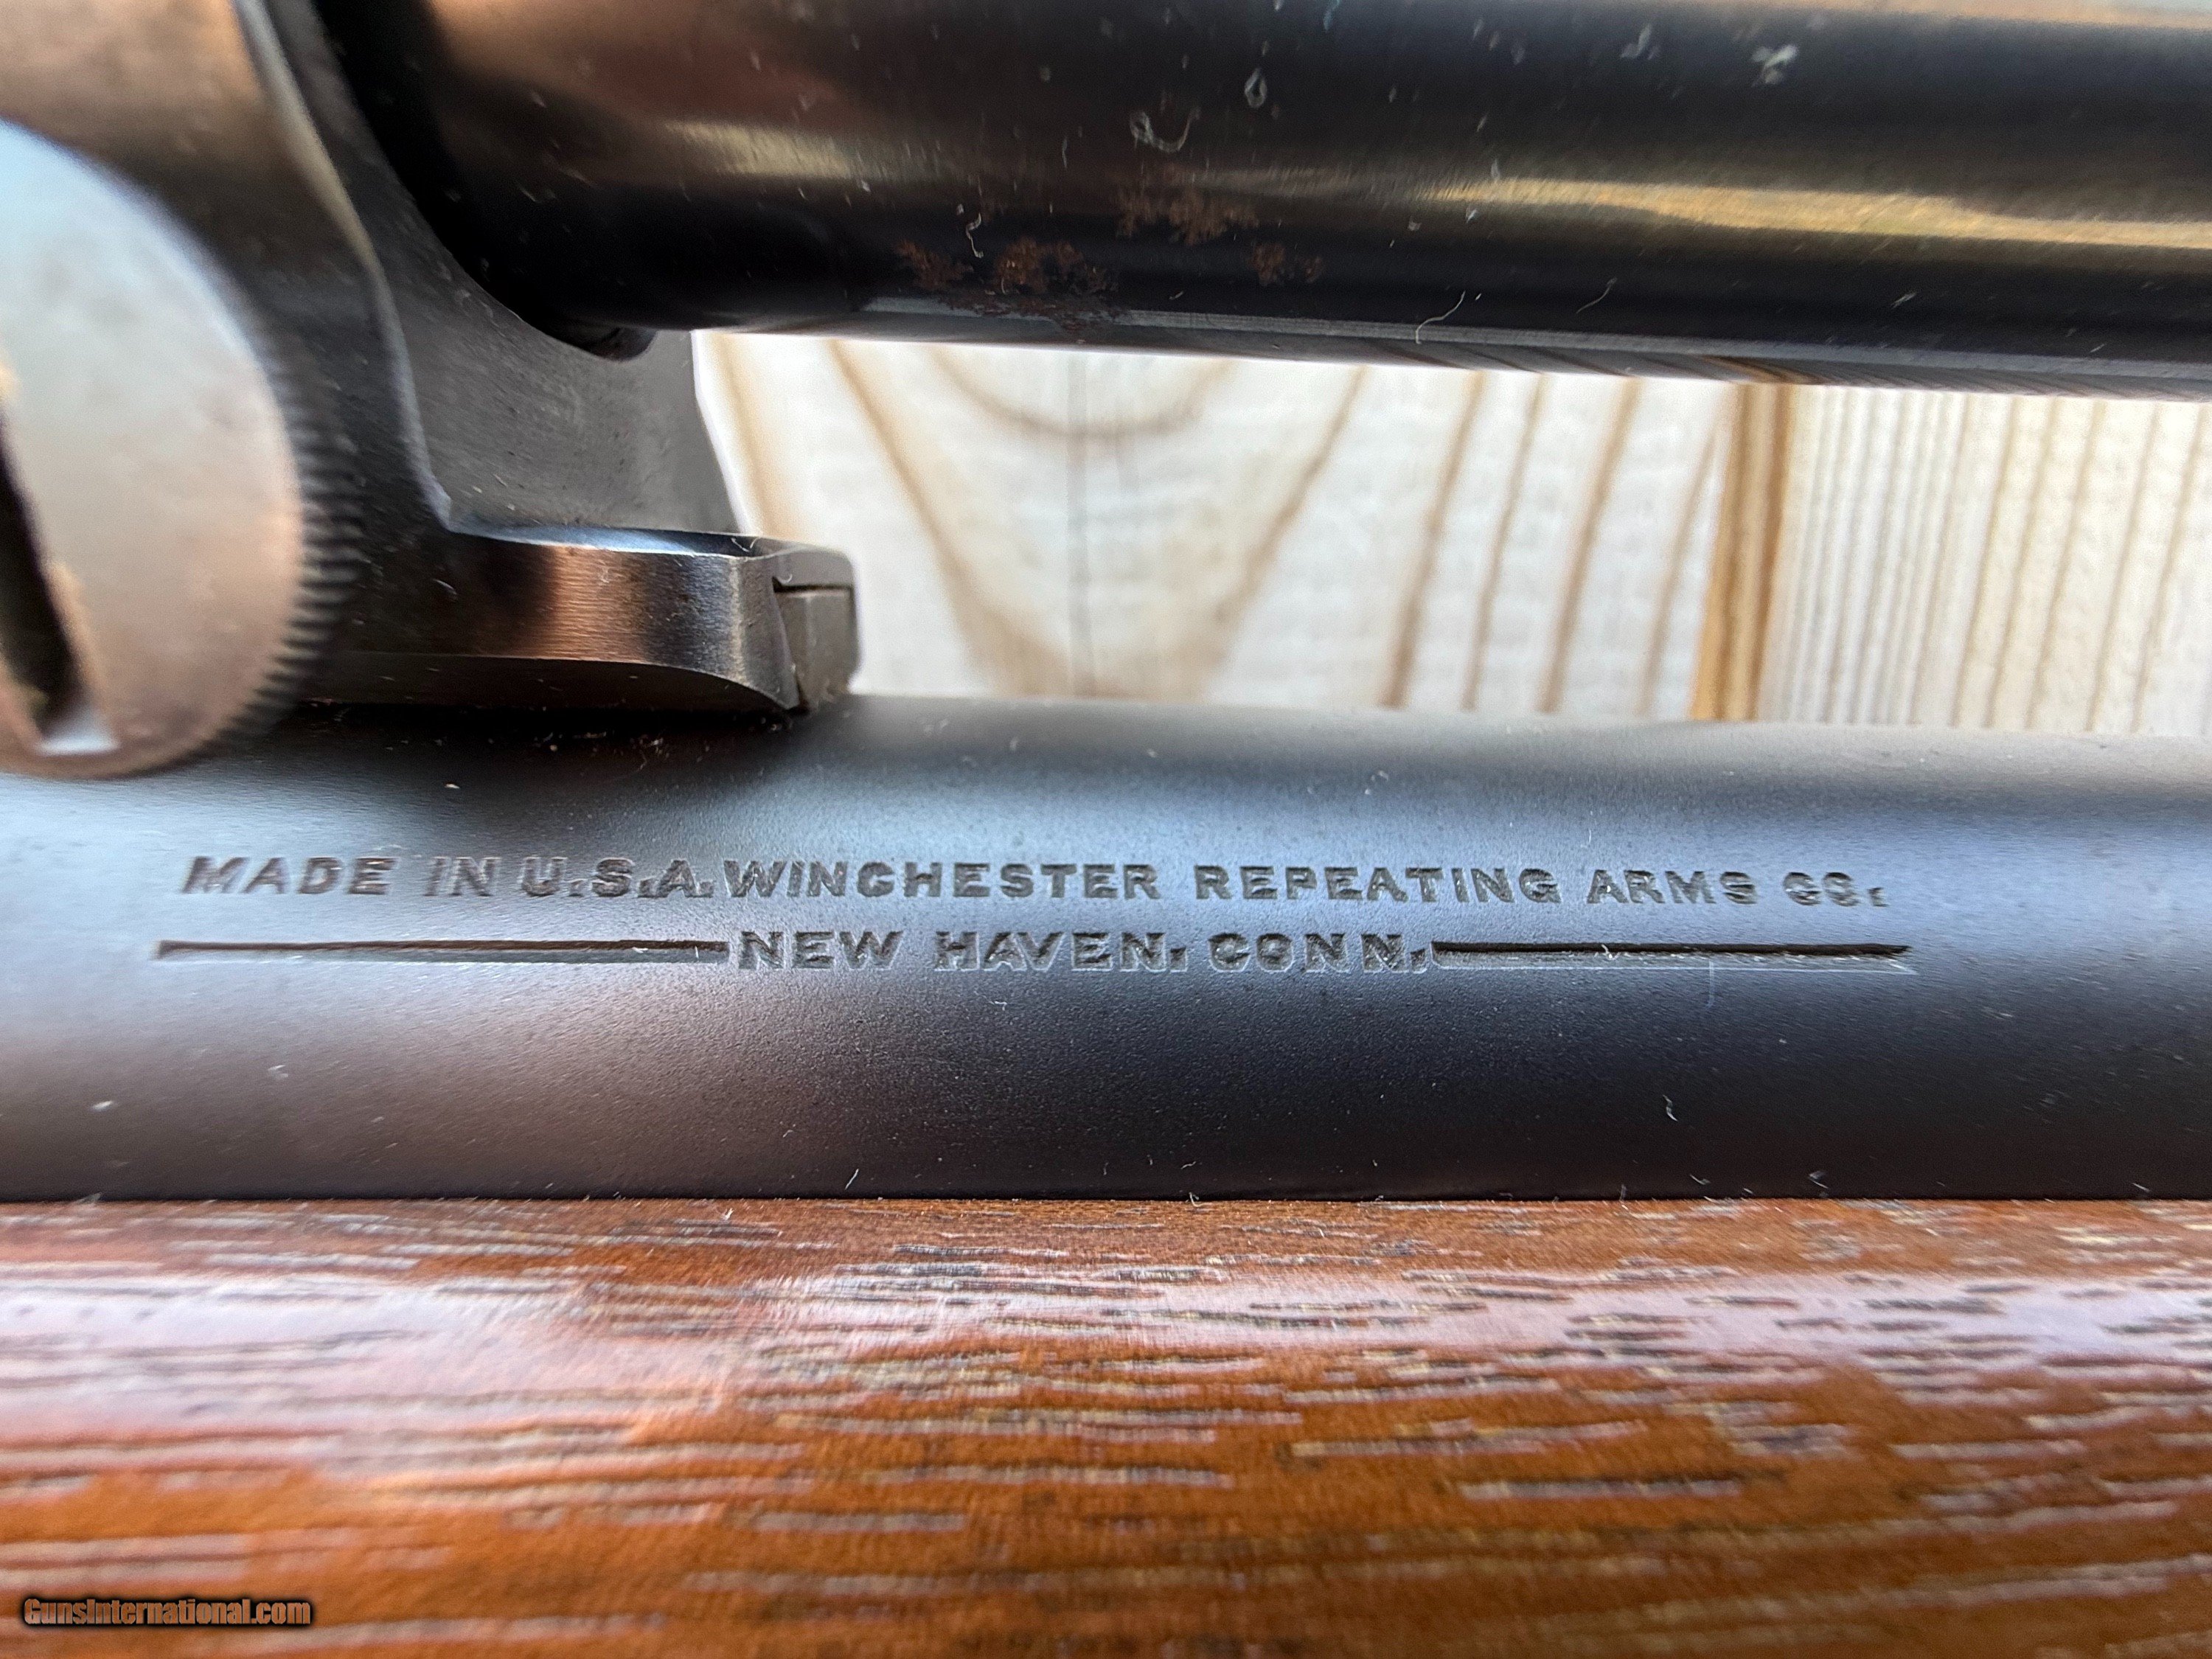 MADE IN U.S.A. WINCHESTER REPEATING ARMS CO.
NEW HAVEN, CONN.
GunsInternational.com